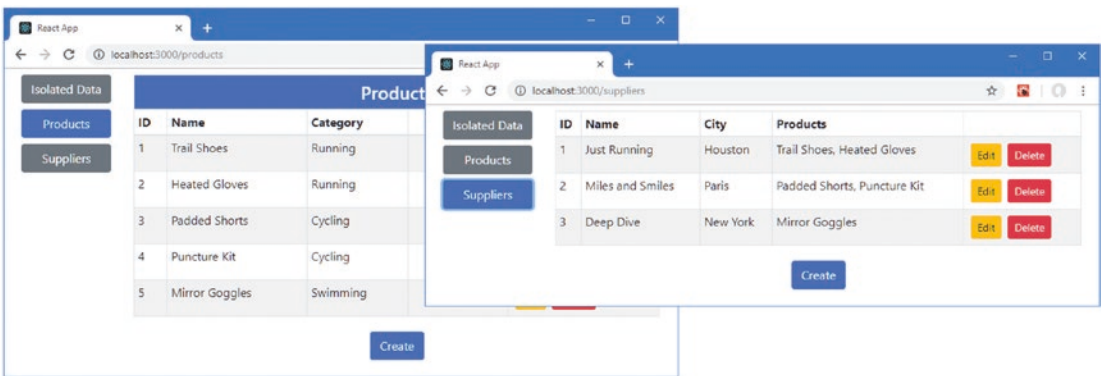 React App
localhost:3000/products
Isolated Data
Products
Suppliers
Product
ID Name Category
1 Trail Shoes Running
2 Heated Gloves Running
3 Padded Shorts Cycling
4 Puncture Kit Cycling
5 Mirror Goggles Swimming
Create
React App
localhost:3000/suppliers
Isolated Data
Products
Suppliers
ID Name City Products
1 Just Running Houston Trail Shoes, Heated Gloves Edit Delete
2 Miles and Smiles Paris Padded Shorts, Puncture Kit Edit Delete
3 Deep Dive New York Mirror Goggles Edit Delete
Create